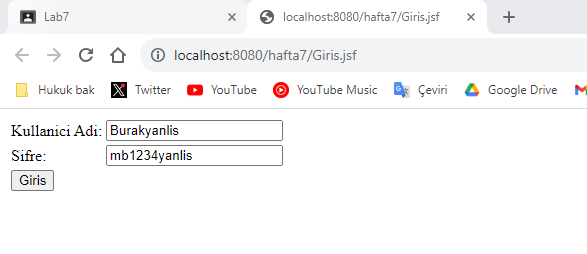 Lab7
localhost:8080/hafta7/Giris.jsf
localhost:8080/hafta7/Giris.jsf
Hukuk bak
Twitter
YouTube
YouTube Music
Çeviri
Google Drive
Kullanici Adi: Burakyanlis
Sifre: mb1234yanlis
Giris